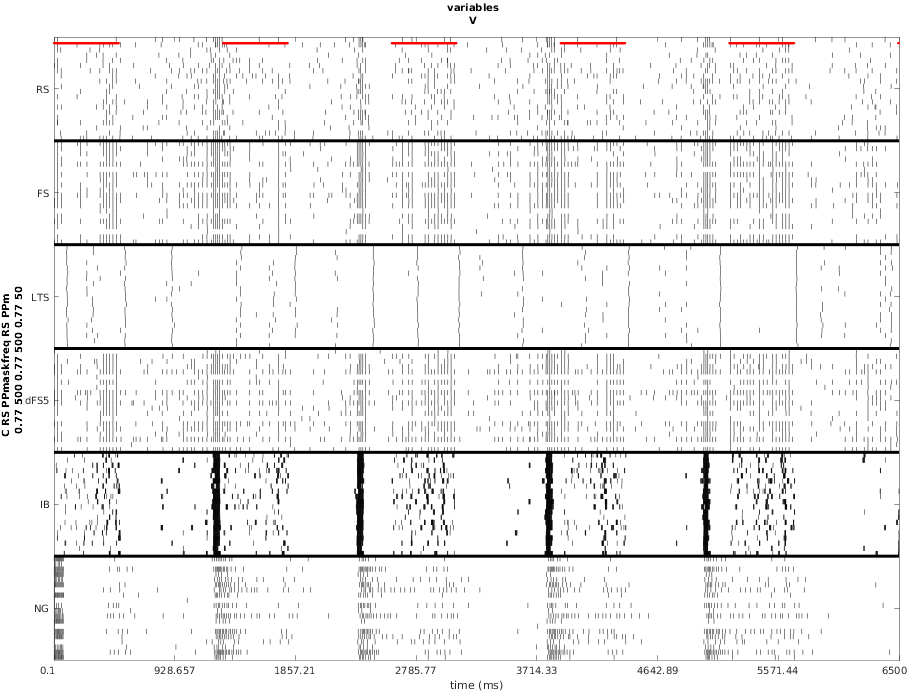 variables
V
C RS PPmaskfreq RS PPm
0.77 500 0.77 500 0.77 50
RS
FS
LTS
dFS5
IB
NG
0.1 928.657 1857.21 2785.77 3714.33 4642.89 5571.44 6500
time (ms)